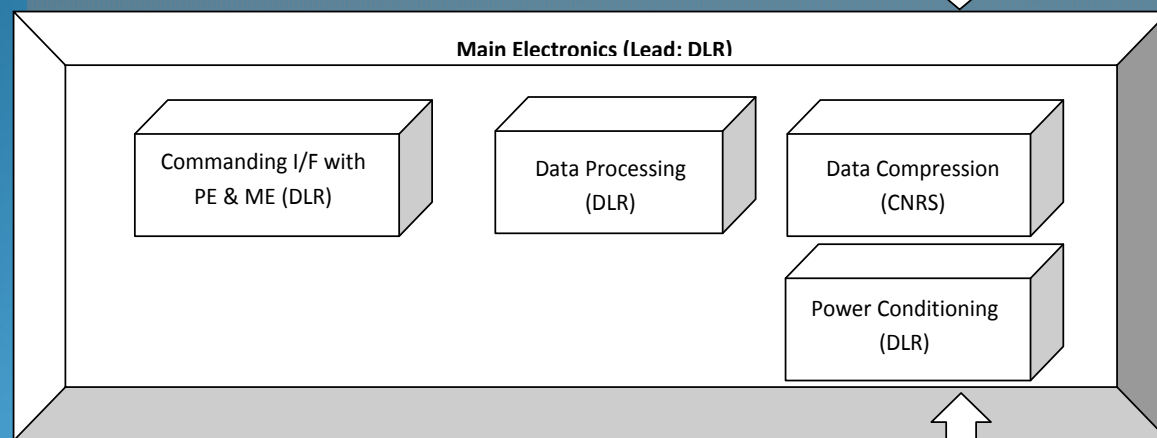 Main Electronics (Lead: DLR)
Commanding I/F with
PE & ME (DLR)
Data Processing
(DLR)
Data Compression
(CNRS)
Power Conditioning
(DLR)